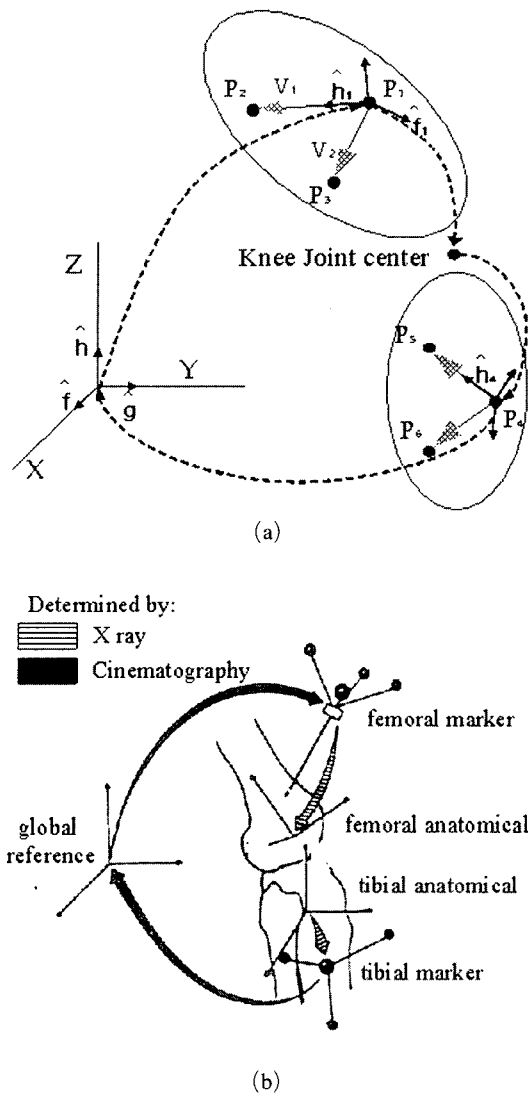 P₂
V₁
ĥ₁
P₁
f̂₁
V₂
P₃
Knee Joint center
Z
ĥ
Y
f̂
ĝ
X
P₅
ĥ₄
P₆
P₄
(a)
Determined by:
X ray
Cinematography
femoral marker
global
reference
femoral anatomical
tibial anatomical
tibial marker
(b)